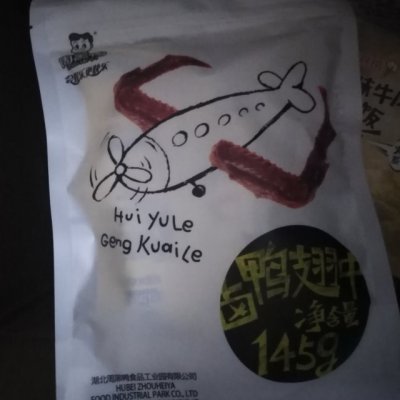 Hui YuLe
Geng KuaiLe
卤鸭翅中
净含量
145g
湖北周黑鸭食品工业园有限公司
HUBEI ZHOUHEIYA
FOOD INDUSTRIAL PARK CO., LTD